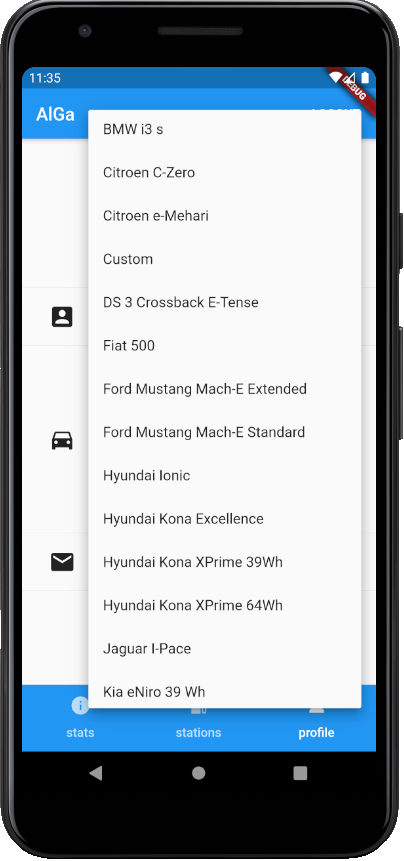 11:35
DEBUG
AlGa
BMW i3 s
Citroen C-Zero
Citroen e-Mehari
Custom
DS 3 Crossback E-Tense
Fiat 500
Ford Mustang Mach-E Extended
Ford Mustang Mach-E Standard
Hyundai Ionic
Hyundai Kona Excellence
Hyundai Kona XPrime 39Wh
Hyundai Kona XPrime 64Wh
Jaguar I-Pace
Kia eNiro 39 Wh
stats
stations
profile